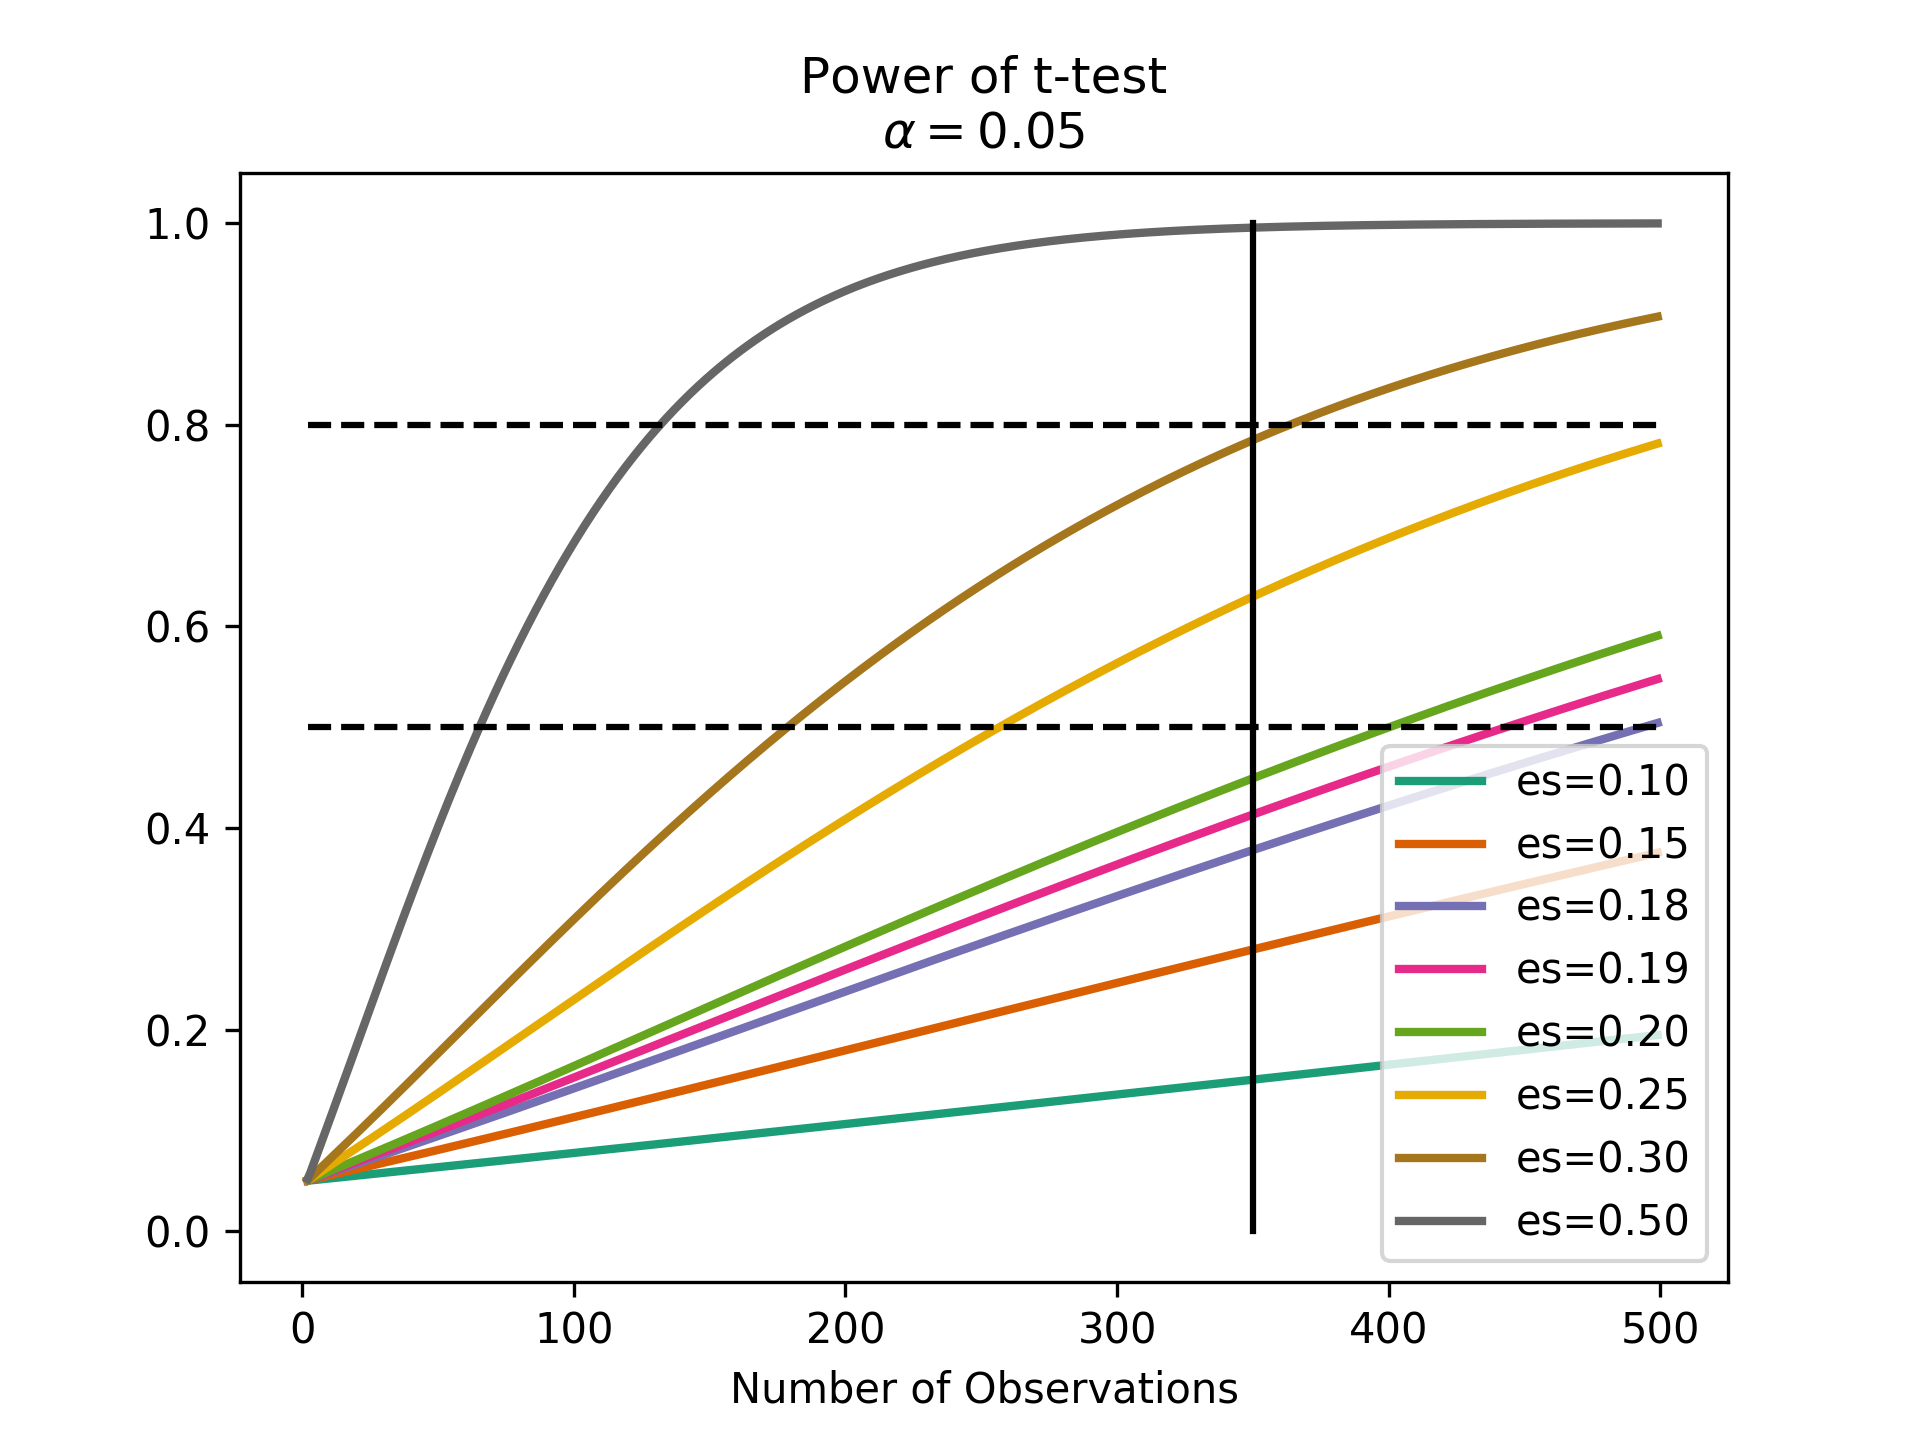 Power of t-test
α = 0.05
1.0
0.8
0.6
0.4
0.2
0.0
es=0.10
es=0.15
es=0.18
es=0.19
es=0.20
es=0.25
es=0.30
es=0.50
0 100 200 300 400 500
Number of Observations